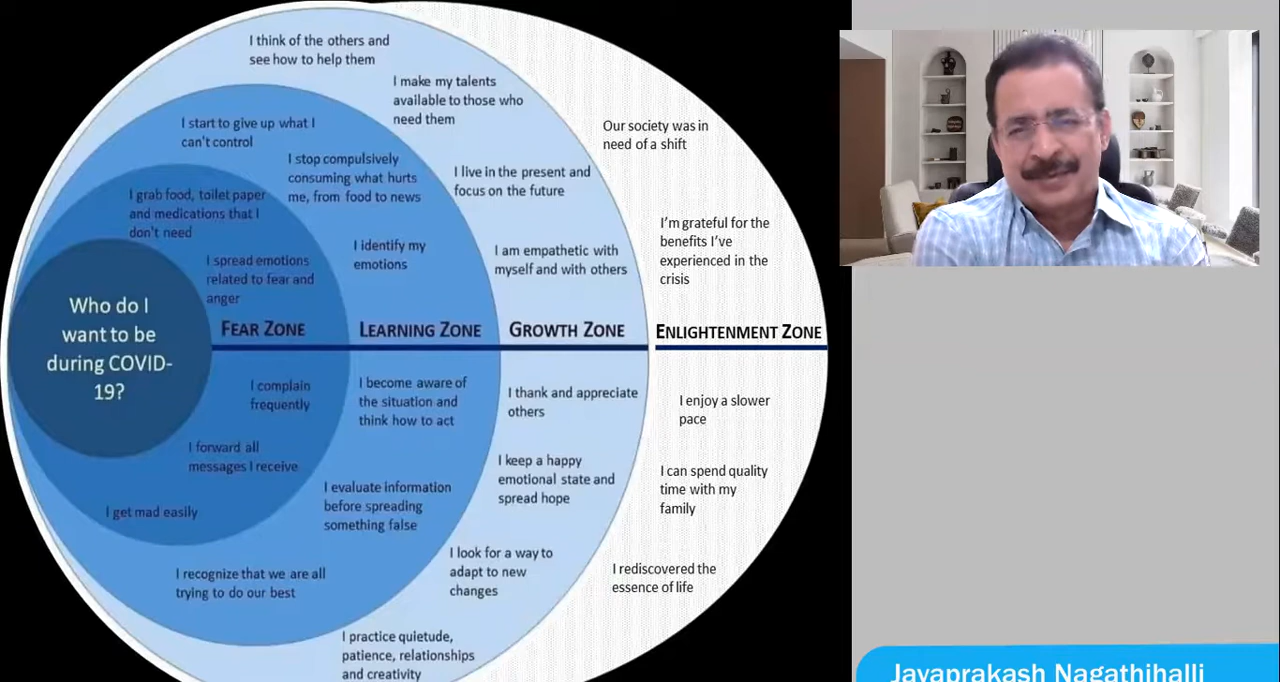 I think of the others and
see how to help them
I make my talents
available to those who
need them
I start to give up what I
can't control
I stop compulsively
consuming what hurts
me, from food to news
I live in the present and
focus on the future
Our society was in
need of a shift
I grab food, toilet paper
and medications that I
don't need
I identify my
emotions
I am empathetic with
myself and with others
I'm grateful for the
benefits I've
experienced in the
crisis
I spread emotions
related to fear and
anger
Who do I
want to be
during COVID-
19?
FEAR ZONE
LEARNING ZONE
GROWTH ZONE
ENLIGHTENMENT ZONE
I complain
frequently
I become aware of
the situation and
think how to act
I thank and appreciate
others
I enjoy a slower
pace
I forward all
messages I receive
I keep a happy
emotional state and
spread hope
I can spend quality
time with my
family
I get mad easily
I evaluate information
before spreading
something false
I recognize that we are all
trying to do our best
I look for a way to
adapt to new
changes
I rediscovered the
essence of life
I practice quietude,
patience, relationships
and creativity
Jayaprakash Nagathihalli